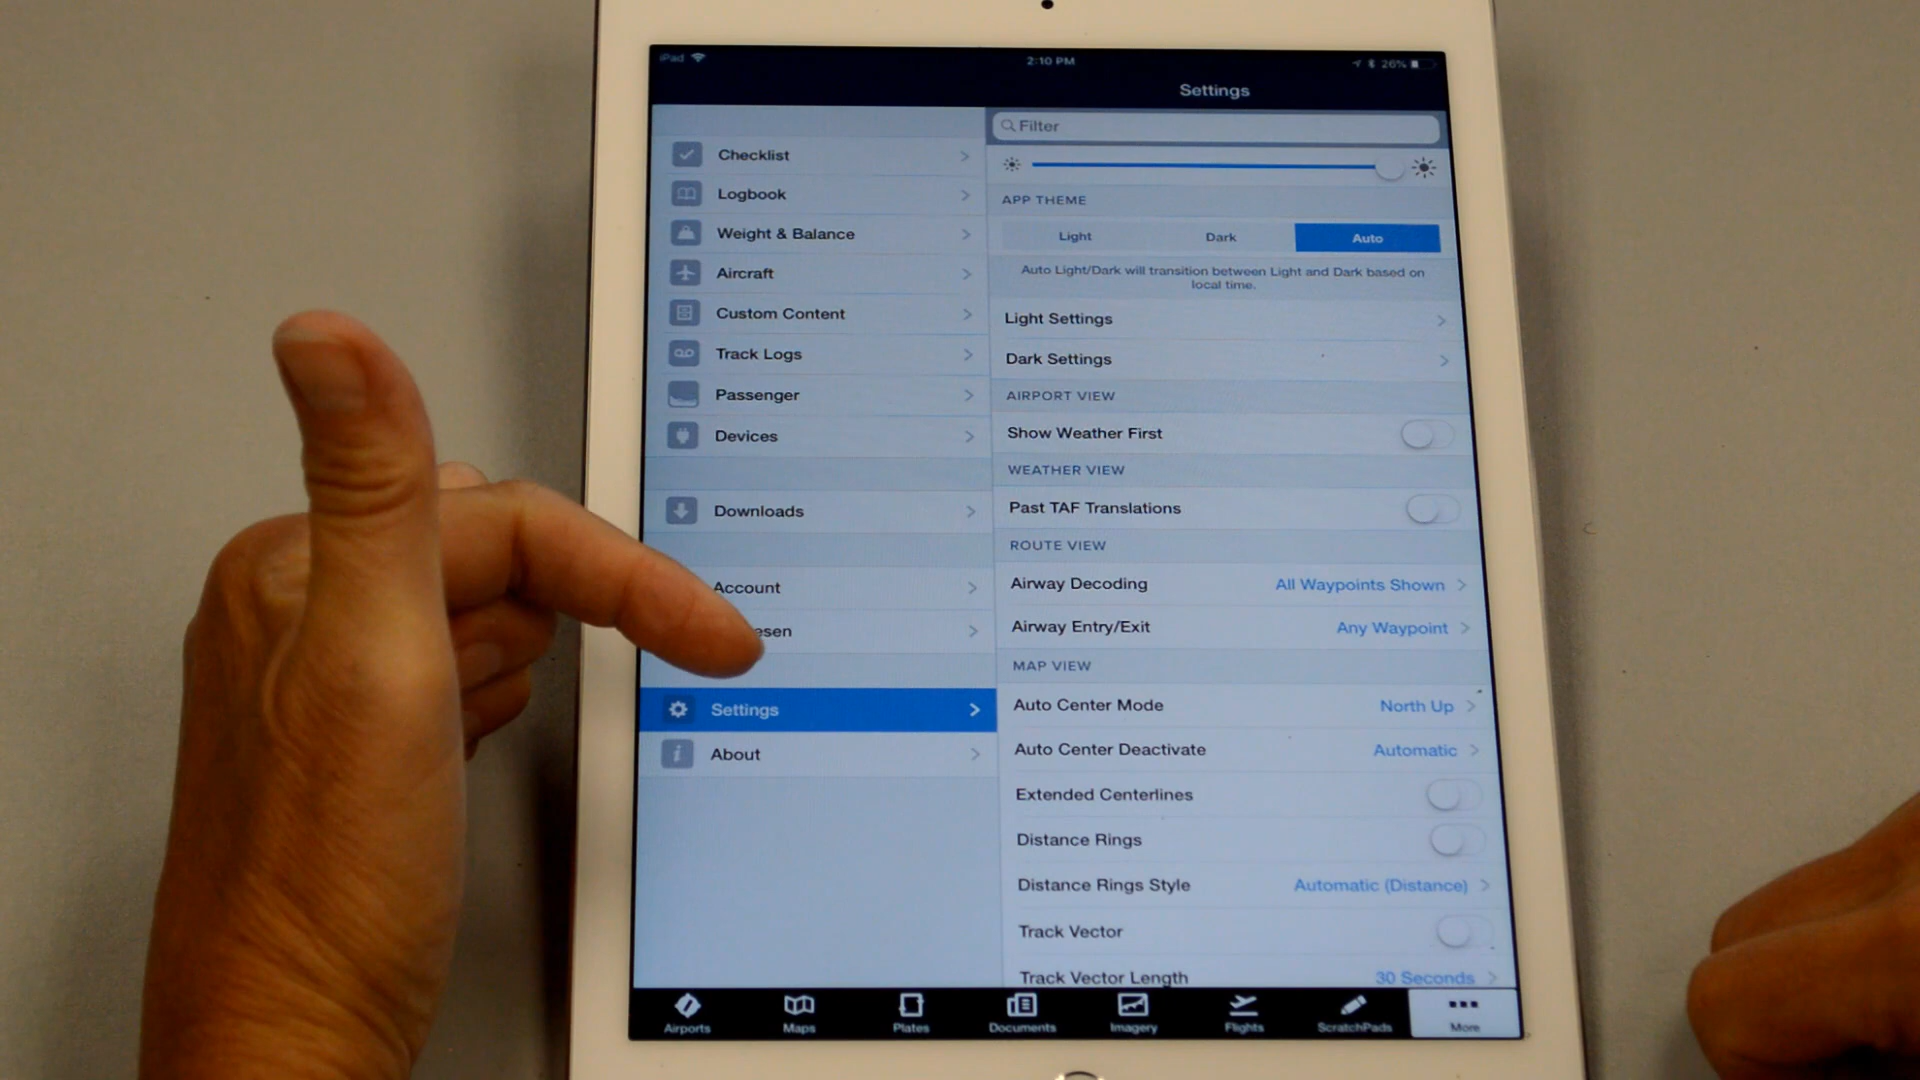 iPad
2:10 PM
26%
Settings
Checklist
Logbook
Weight & Balance
Aircraft
Custom Content
Track Logs
Passenger
Devices
Downloads
Account
esen
Settings
About
Filter
APP THEME
Light
Dark
Auto
Auto Light/Dark will transition between Light and Dark based on
local time.
Light Settings
Dark Settings
AIRPORT VIEW
Show Weather First
WEATHER VIEW
Past TAF Translations
ROUTE VIEW
Airway Decoding All Waypoints Shown
Airway Entry/Exit Any Waypoint
MAP VIEW
Auto Center Mode North Up
Auto Center Deactivate Automatic
Extended Centerlines
Distance Rings
Distance Rings Style Automatic (Distance)
Track Vector
Track Vector Length 30 Seconds
Airports
Maps
Plates
Documents
Imagery
Flights
ScratchPads
More